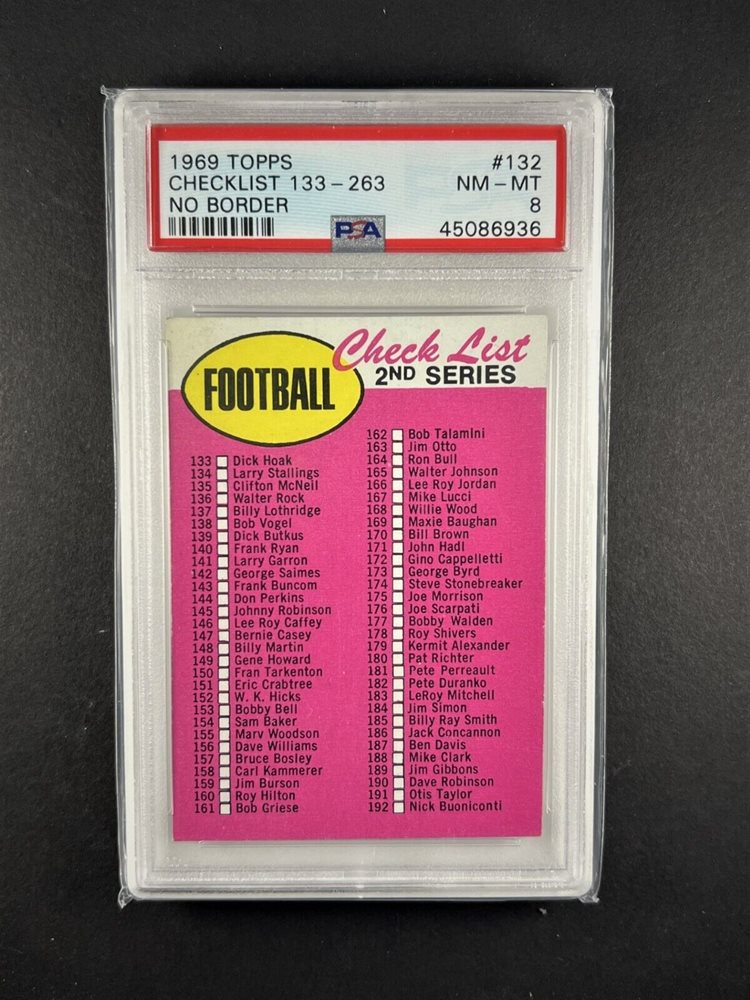 1969 TOPPS #132
CHECKLIST 133-263 NM-MT
NO BORDER 8
PSA 45086936
FOOTBALL
Check List
2ND SERIES
133 Dick Hoak
134 Larry Stallings
135 Clifton McNeil
136 Walter Rock
137 Billy Lothridge
138 Bob Vogel
139 Dick Butkus
140 Frank Ryan
141 Larry Garron
142 George Saimes
143 Frank Buncom
144 Don Perkins
145 Johnny Robinson
146 Lee Roy Caffey
147 Bernie Casey
148 Billy Martin
149 Gene Howard
150 Fran Tarkenton
151 Eric Crabtree
152 W. K. Hicks
153 Bobby Bell
154 Sam Baker
155 Marv Woodson
156 Dave Williams
157 Bruce Bosley
158 Carl Kammerer
159 Jim Burson
160 Roy Hilton
161 Bob Griese
162 Bob Talamini
163 Jim Otto
164 Ron Bull
165 Walter Johnson
166 Lee Roy Jordan
167 Mike Lucci
168 Willie Wood
169 Maxie Baughan
170 Bill Brown
171 John Hadl
172 Gino Cappelletti
173 George Byrd
174 Steve Stonebreaker
175 Joe Morrison
176 Joe Scarpati
177 Bobby Walden
178 Roy Shivers
179 Kermit Alexander
180 Pat Richter
181 Pete Perreault
182 Pete Duranko
183 LeRoy Mitchell
184 Jim Simon
185 Billy Ray Smith
186 Jack Concannon
187 Ben Davis
188 Mike Clark
189 Jim Gibbons
190 Dave Robinson
191 Otis Taylor
192 Nick Buoniconti